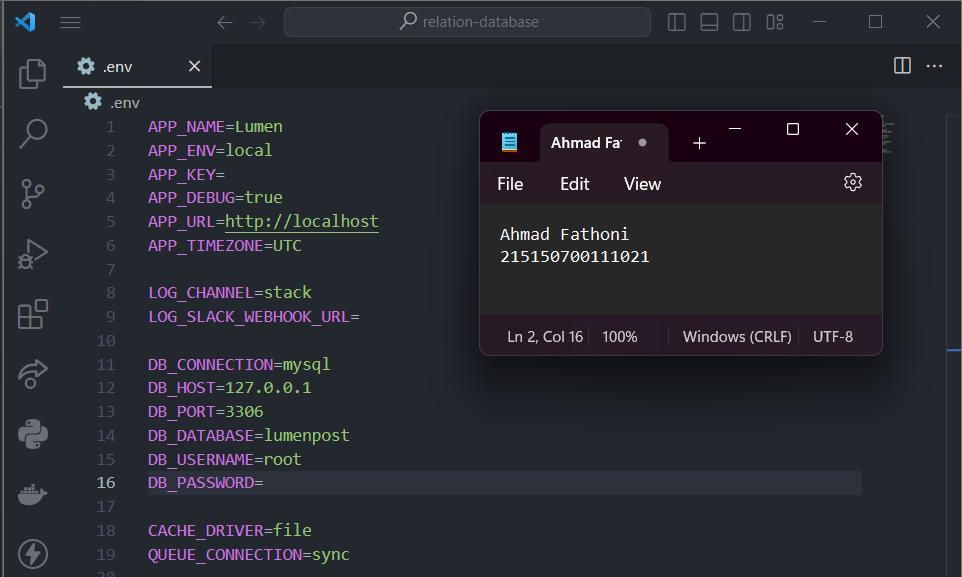 relation-database
.env
.env
1 APP_NAME=Lumen
2 APP_ENV=local
3 APP_KEY=
4 APP_DEBUG=true
5 APP_URL=http://localhost
6 APP_TIMEZONE=UTC
7
8 LOG_CHANNEL=stack
9 LOG_SLACK_WEBHOOK_URL=
10
11 DB_CONNECTION=mysql
12 DB_HOST=127.0.0.1
13 DB_PORT=3306
14 DB_DATABASE=lumenpost
15 DB_USERNAME=root
16 DB_PASSWORD=
17
18 CACHE_DRIVER=file
19 QUEUE_CONNECTION=sync
Ahmad Fa
File Edit View
Ahmad Fathoni
215150700111021
Ln 2, Col 16 100% Windows (CRLF) UTF-8